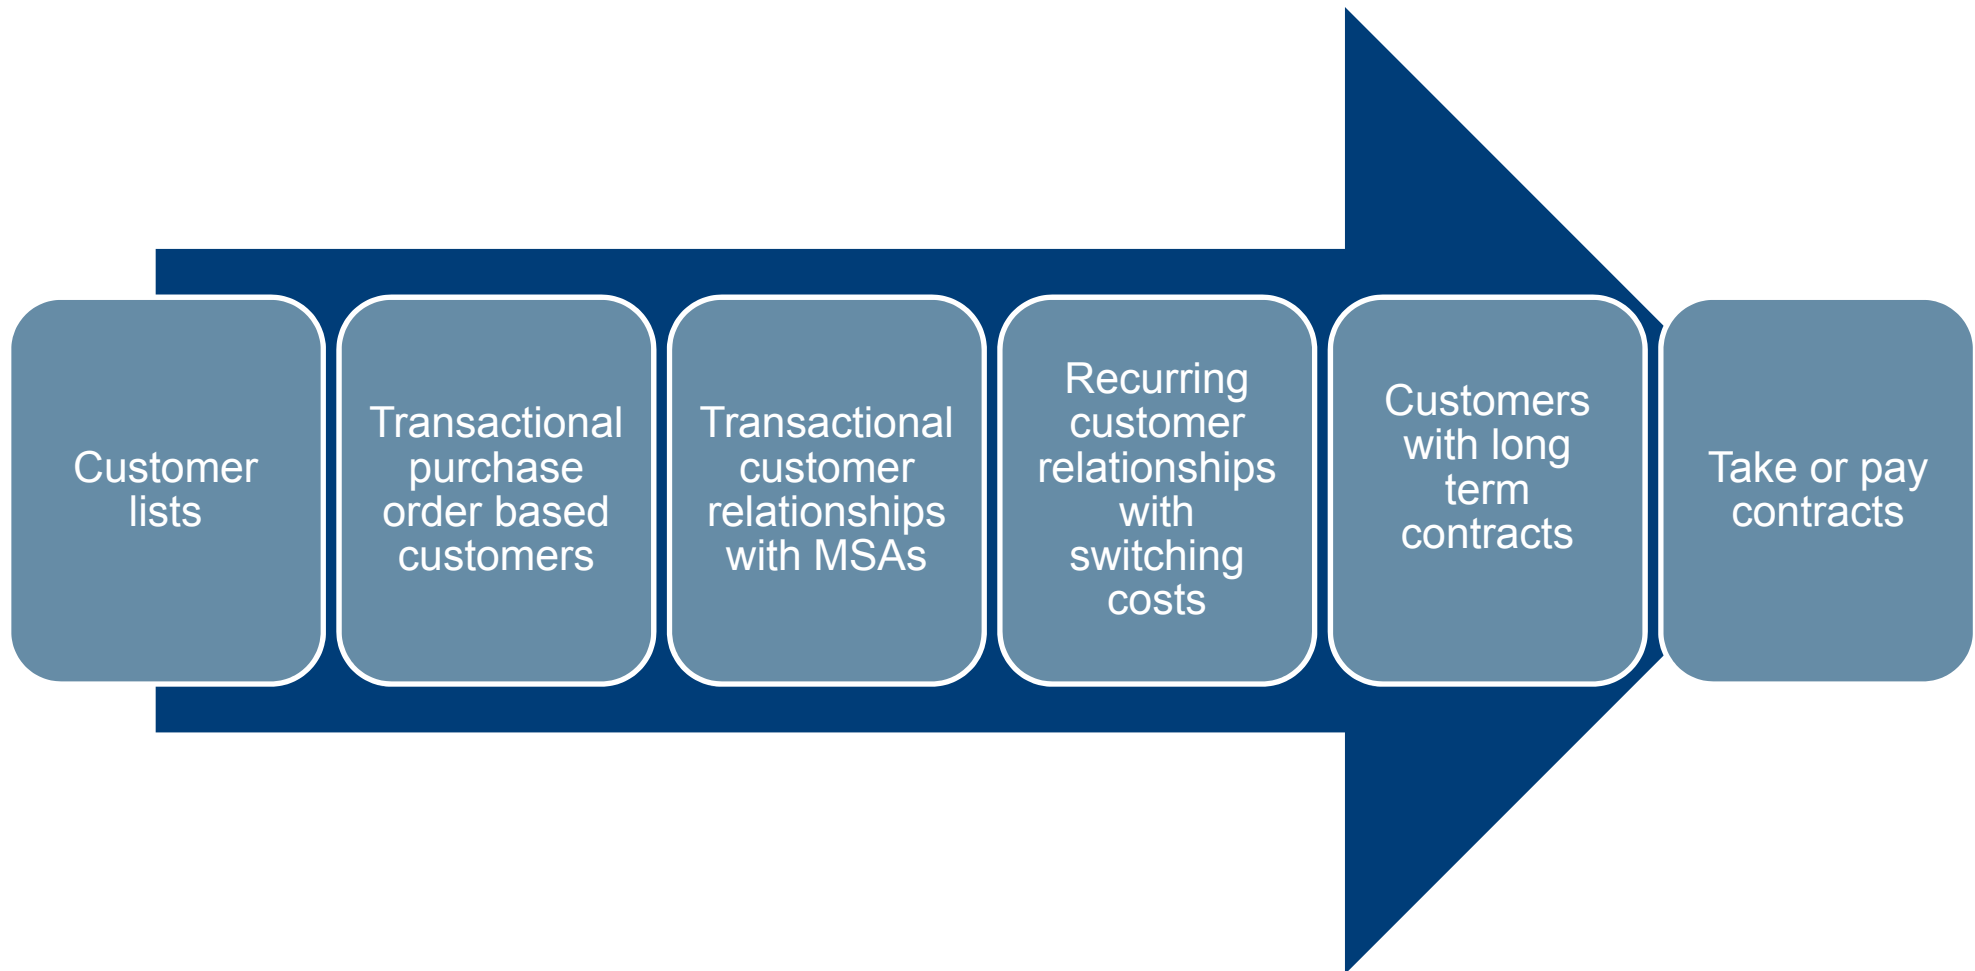 Customer
lists
Transactional
purchase
order based
customers
Transactional
customer
relationships
with MSAs
Recurring
customer
relationships
with
switching
costs
Customers
with long
term
contracts
Take or pay
contracts